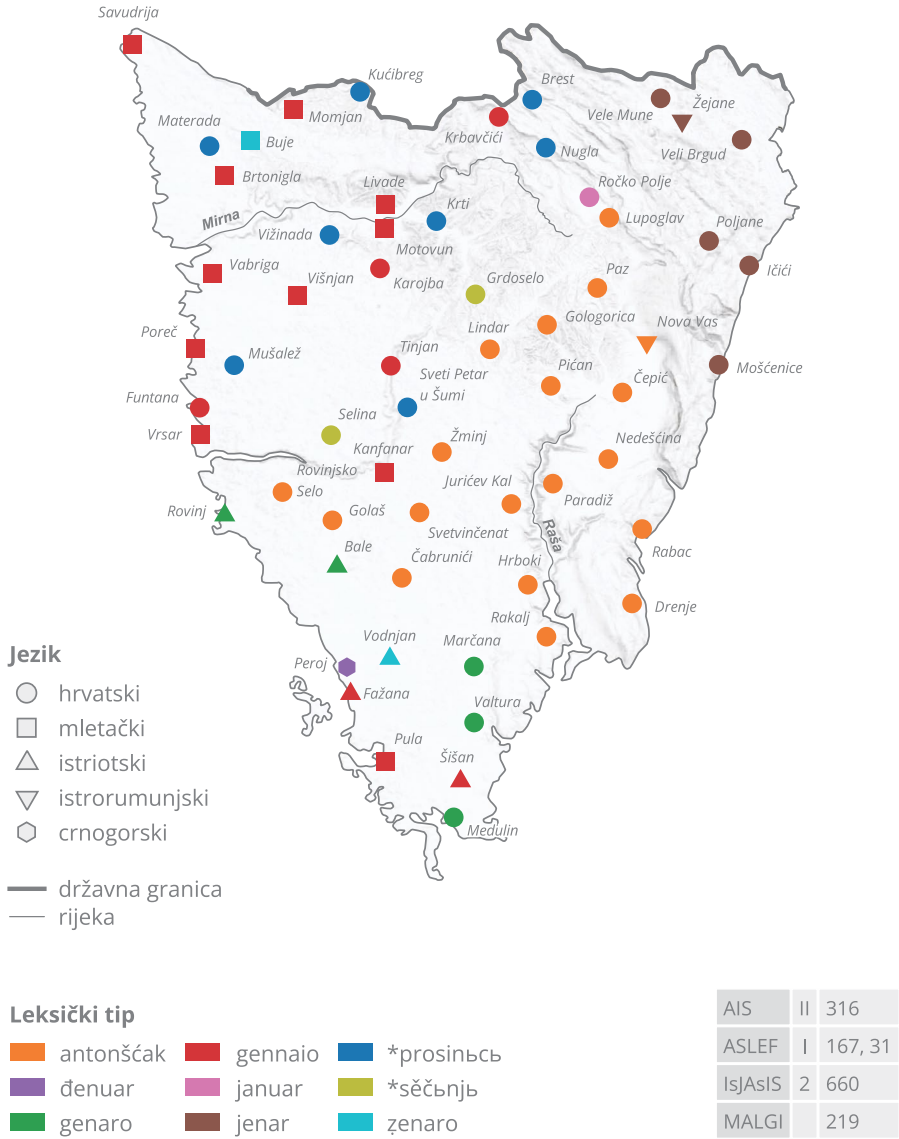 Savudrija
Kućibreg
Brest
Žejane
Vele Mune
Momjan
Materada
Krbavčići
Buje
Nugla
Veli Brgud
Brtonigla
Livade
Ročko Polje
Krti
Lupoglav
Mirna
Poljane
Vižinada
Motovun
Vabriga
Karojba
Ičići
Višnjan
Grdoselo
Paz
Gologorica
Nova Vas
Lindar
Poreč
Mušalež
Tinjan
Pićan
Mošćenice
Sveti Petar
u Šumi
Čepić
Funtana
Selina
Vrsar
Žminj
Nedešćina
Kanfanar
Rovinjsko
Selo
Jurićev Kal
Paradiž
Rovinj
Golaš
Svetvinčenat
Raša
Bale
Čabrunići
Hrboki
Rabac
Rakalj
Drenje
Vodnjan
Marčana
Peroj
Fažana
Valtura
Pula
Šišan
Medulin
Jezik
hrvatski
mletački
istriotski
istrorumunjski
crnogorski
državna granica
rijeka
Leksički tip
antonšćak gennaio *prosinьcь
đenuar januar *sěčьnjь
genaro jenar ẓenaro
AIS II 316
ASLEF I 167, 31
IsJAsIS 2 660
MALGI 219